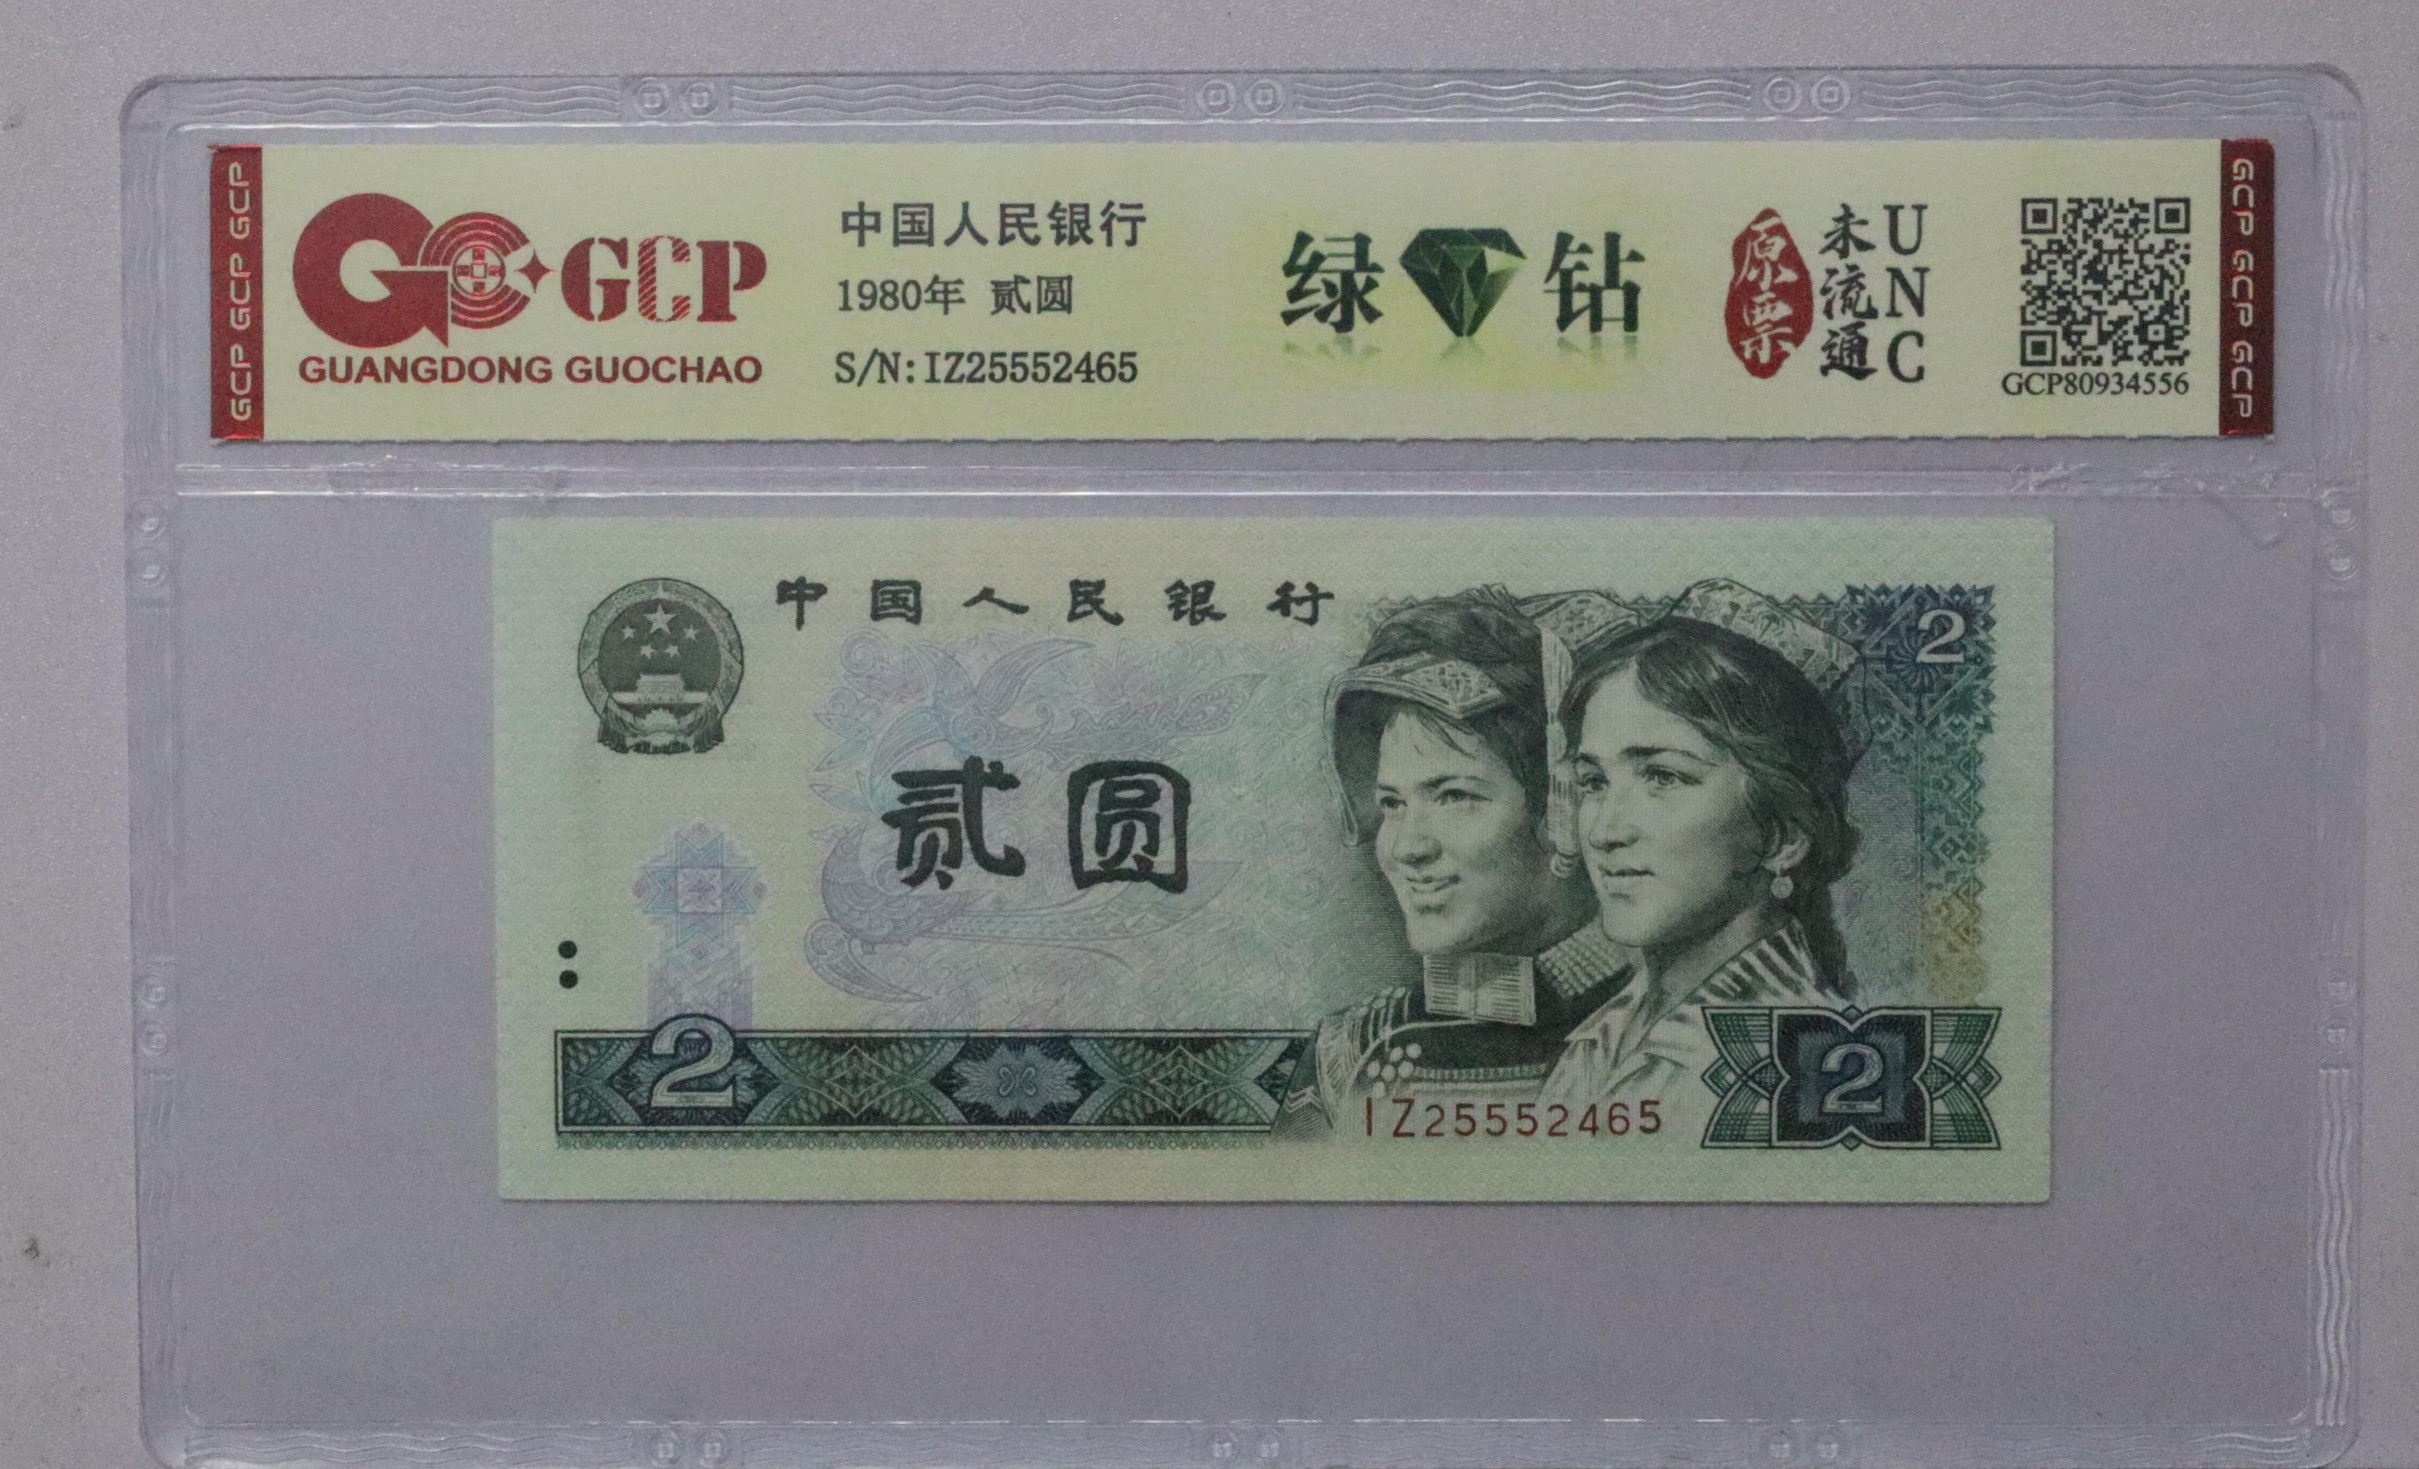 GCP GCP GCP
GCP
GUANGDONG GUOCHAO
中国人民银行
1980年 贰圆
S/N:IZ25552465
绿钻
原票
未流通
UNC
GCP80934556
GCP GCP GCP
中国人民银行
2
贰圆
2
IZ25552465
2